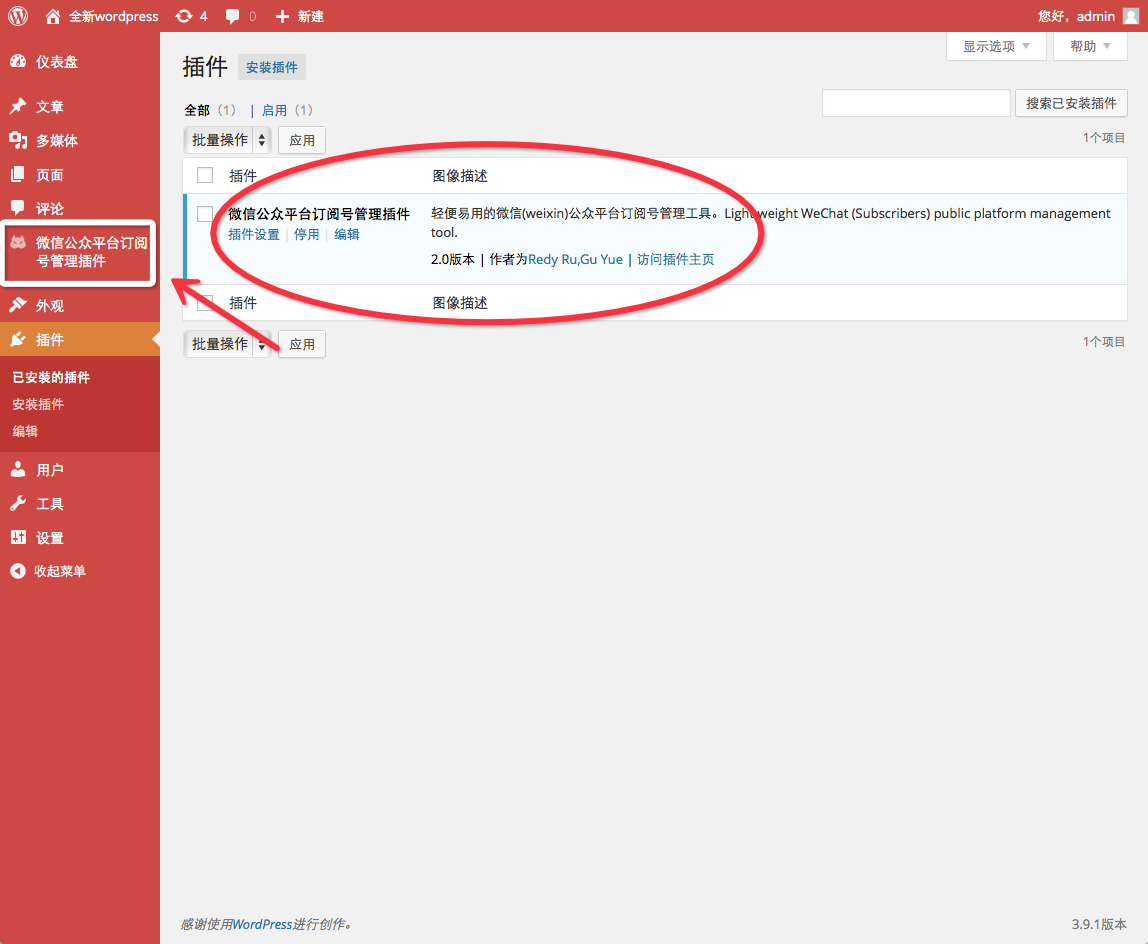 全新wordpress 4 0 新建 您好，admin
仪表盘
文章
多媒体
页面
评论
微信公众平台订阅
号管理插件
外观
插件
已安装的插件
安装插件
编辑
用户
工具
设置
收起菜单
显示选项 帮助
插件 安装插件
全部（1） | 启用（1）
搜索已安装插件
批量操作 应用
1个项目
插件 图像描述
微信公众平台订阅号管理插件
插件设置 | 停用 | 编辑
轻便易用的微信(weixin)公众平台订阅号管理工具。Lightweight WeChat (Subscribers) public platform management
tool.
2.0版本 | 作者为Redy Ru,Gu Yue | 访问插件主页
插件 图像描述
批量操作 应用
1个项目
感谢使用WordPress进行创作。
3.9.1版本